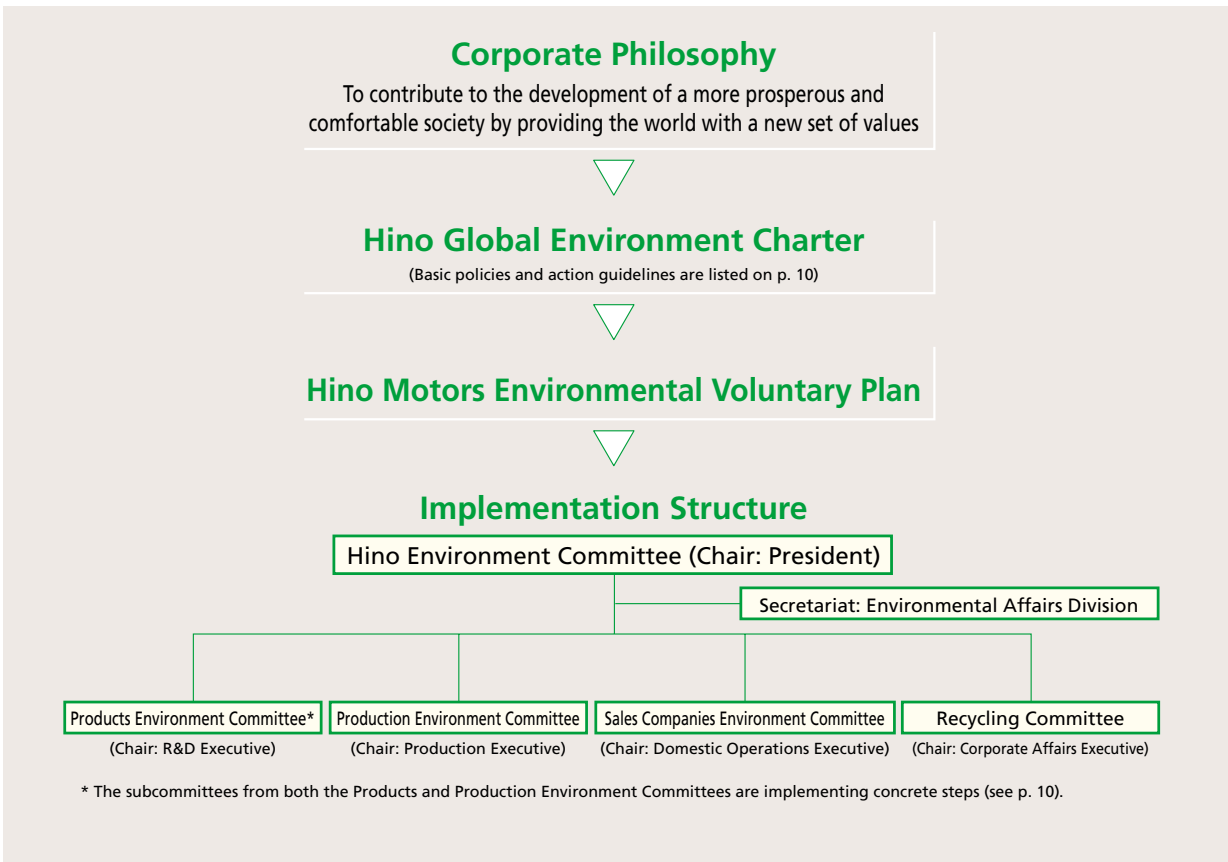 Corporate Philosophy
To contribute to the development of a more prosperous and
comfortable society by providing the world with a new set of values
Hino Global Environment Charter
(Basic policies and action guidelines are listed on p. 10)
Hino Motors Environmental Voluntary Plan
Implementation Structure
Hino Environment Committee (Chair: President)
Secretariat: Environmental Affairs Division
Products Environment Committee*
(Chair: R&D Executive)
Production Environment Committee
(Chair: Production Executive)
Sales Companies Environment Committee
(Chair: Domestic Operations Executive)
Recycling Committee
(Chair: Corporate Affairs Executive)
* The subcommittees from both the Products and Production Environment Committees are implementing concrete steps (see p. 10).